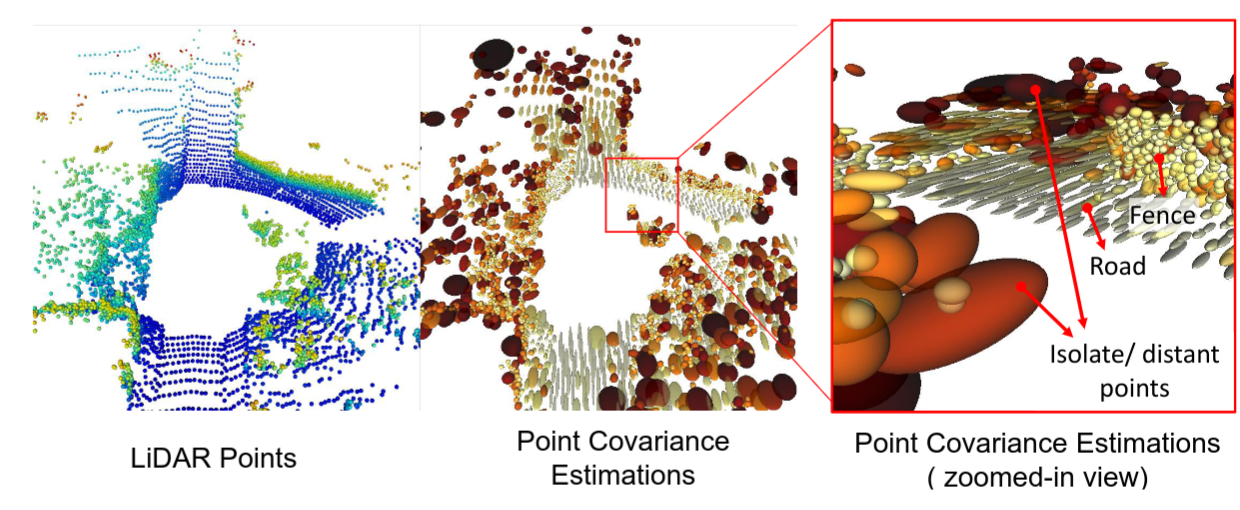 Fence
Road
Isolate/ distant
points
LiDAR Points
Point Covariance
Estimations
Point Covariance Estimations
( zoomed-in view)